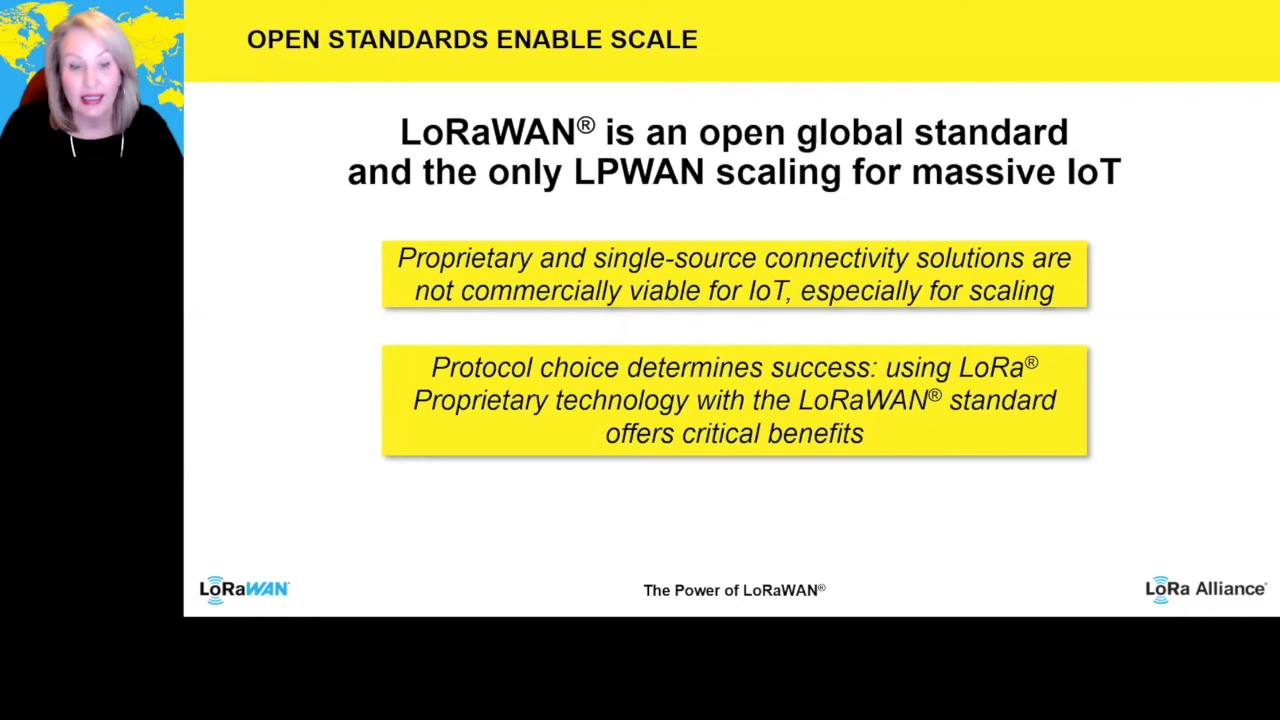 OPEN STANDARDS ENABLE SCALE
LoRaWAN® is an open global standard
and the only LPWAN scaling for massive IoT
Proprietary and single-source connectivity solutions are
not commercially viable for IoT, especially for scaling
Protocol choice determines success: using LoRa®
Proprietary technology with the LoRaWAN® standard
offers critical benefits
LoRaWAN
The Power of LoRaWAN®
LoRa Alliance